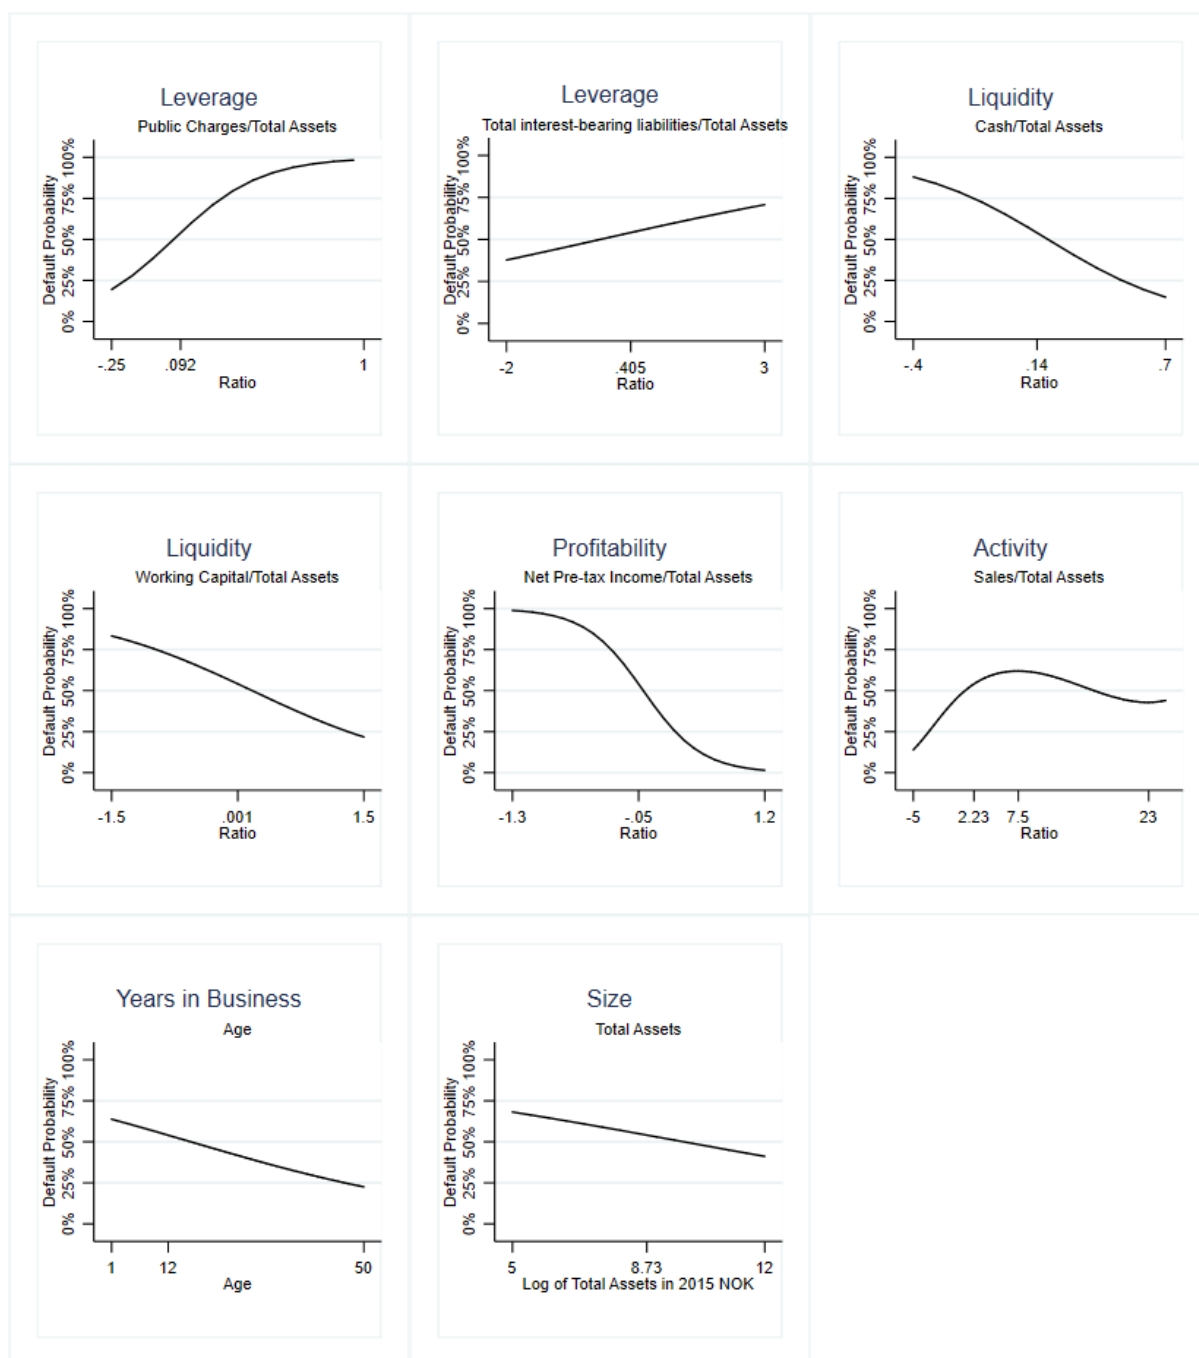 Leverage
Public Charges/Total Assets
Default Probability
0% 25% 50% 75% 100%
-.25 .092 1
Ratio
Leverage
Total interest-bearing liabilities/Total Assets
Default Probability
0% 25% 50% 75% 100%
-2 .405 3
Ratio
Liquidity
Cash/Total Assets
Default Probability
0% 25% 50% 75% 100%
-.4 .14 .7
Ratio
Liquidity
Working Capital/Total Assets
Default Probability
0% 25% 50% 75% 100%
-1.5 .001 1.5
Ratio
Profitability
Net Pre-tax Income/Total Assets
Default Probability
0% 25% 50% 75% 100%
-1.3 -.05 1.2
Ratio
Activity
Sales/Total Assets
Default Probability
0% 25% 50% 75% 100%
-5 2.23 7.5 23
Ratio
Years in Business
Age
Default Probability
0% 25% 50% 75% 100%
1 12 50
Age
Size
Total Assets
Default Probability
0% 25% 50% 75% 100%
5 8.73 12
Log of Total Assets in 2015 NOK